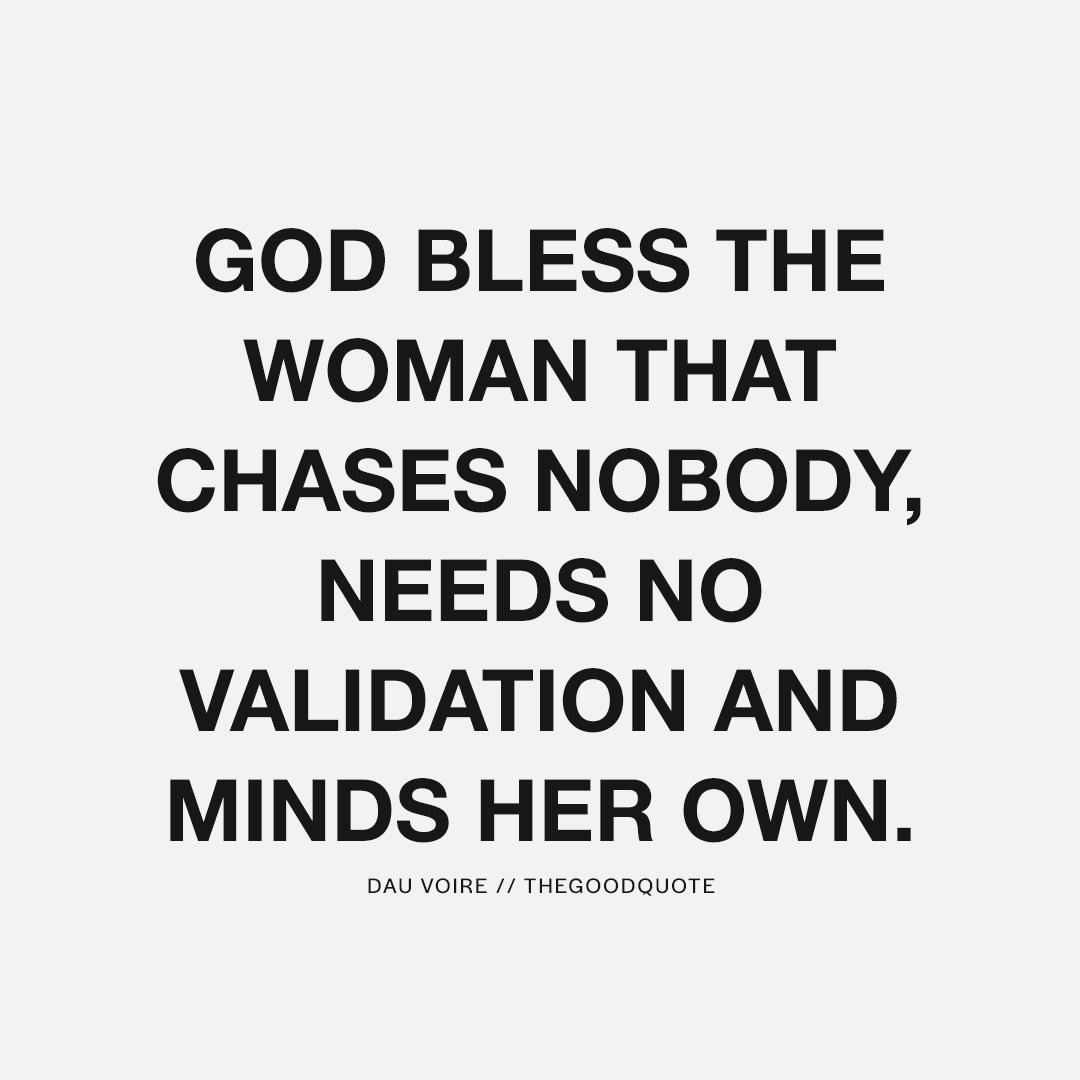 GOD BLESS THE
WOMAN THAT
CHASES NOBODY,
NEEDS NO
VALIDATION AND
MINDS HER OWN.
DAU VOIRE // THEGOODQUOTE